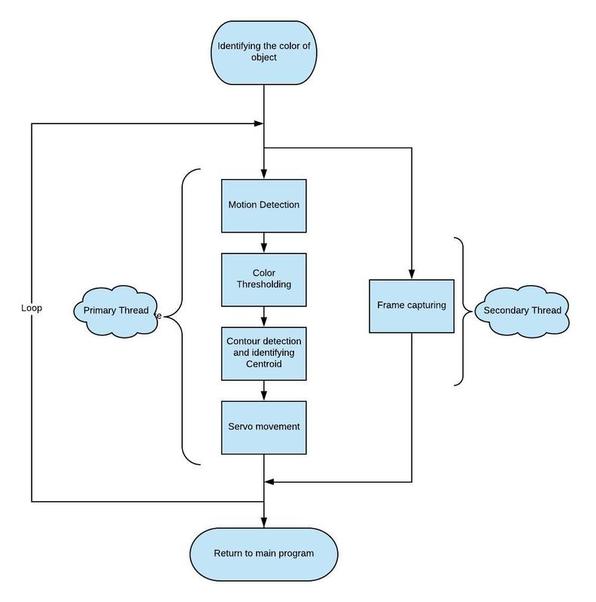 Identifying the color of
object
Motion Detection
Color
Thresholding
Frame capturing
Secondary Thread
Loop
Primary Thread
e
Contour detection
and identifying
Centroid
Servo movement
Return to main program